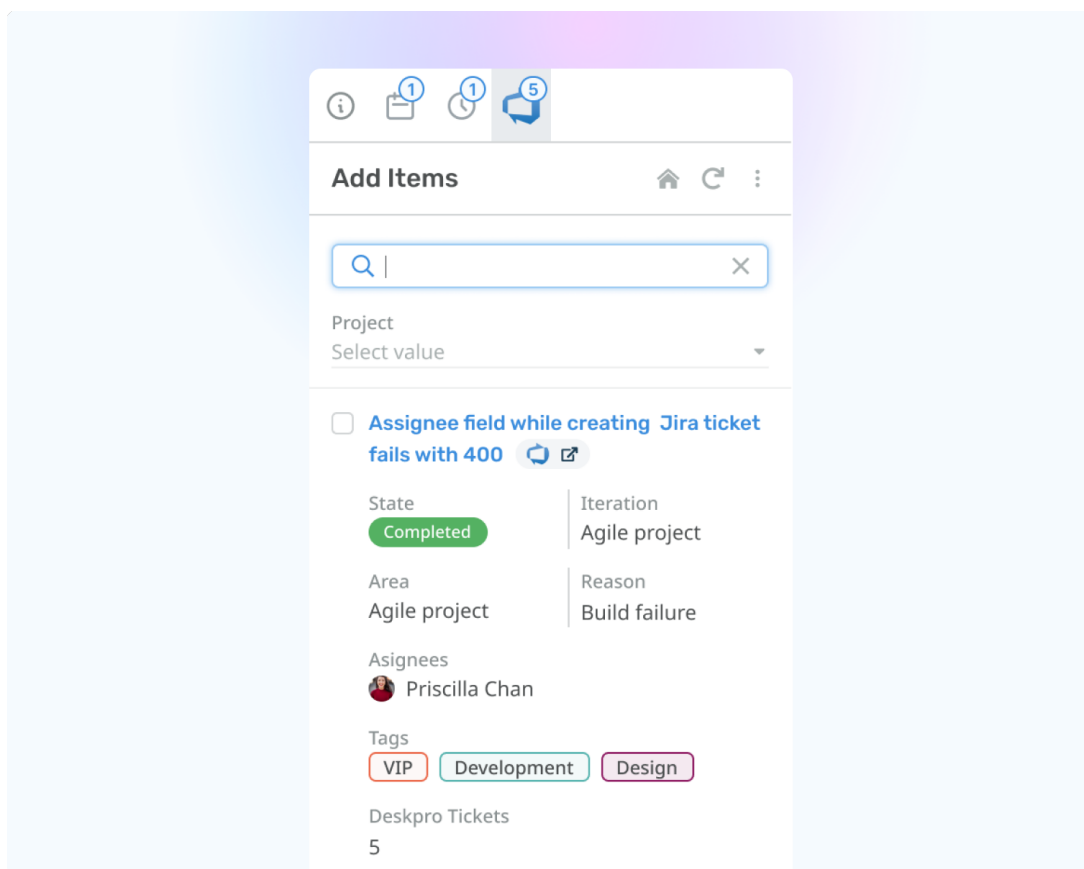 1
1
5
Add Items
Project
Select value
Assignee field while creating Jira ticket
fails with 400
State
Iteration
Completed
Agile project
Area
Reason
Agile project
Build failure
Asignees
Priscilla Chan
Tags
VIP
Development
Design
Deskpro Tickets
5